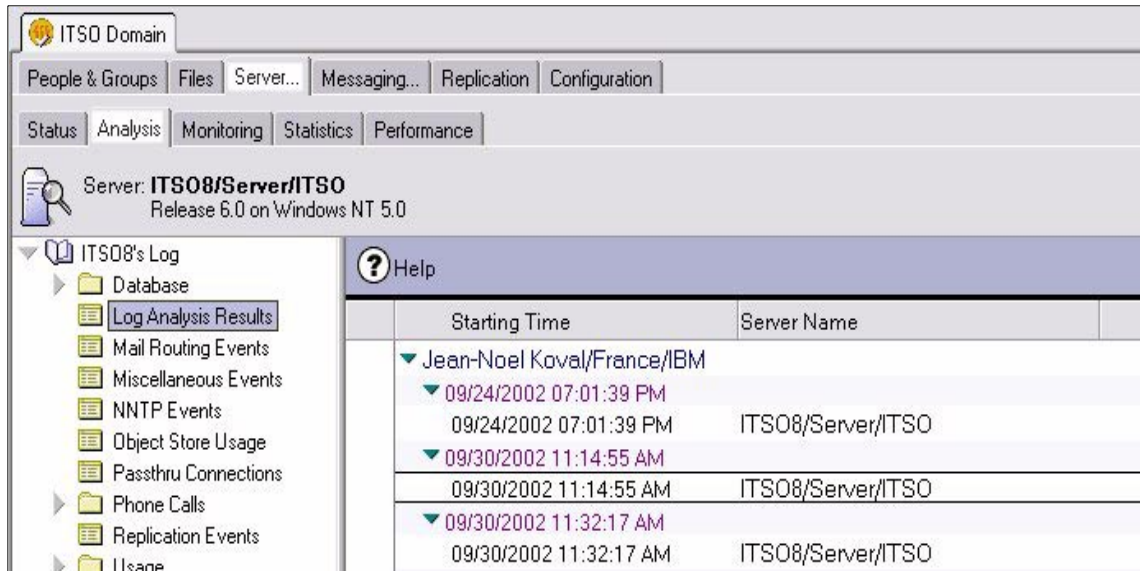 ITSO Domain
People & Groups Files Server... Messaging... Replication Configuration
Status Analysis Monitoring Statistics Performance
Server: ITSO8/Server/ITSO
Release 6.0 on Windows NT 5.0
ITSO8's Log
Database
Log Analysis Results
Mail Routing Events
Miscellaneous Events
NNTP Events
Object Store Usage
Passthru Connections
Phone Calls
Replication Events
Usage
? Help
Starting Time Server Name
Jean-Noel Koval/France/IBM
09/24/2002 07:01:39 PM
09/24/2002 07:01:39 PM ITSO8/Server/ITSO
09/30/2002 11:14:55 AM
09/30/2002 11:14:55 AM ITSO8/Server/ITSO
09/30/2002 11:32:17 AM
09/30/2002 11:32:17 AM ITSO8/Server/ITSO